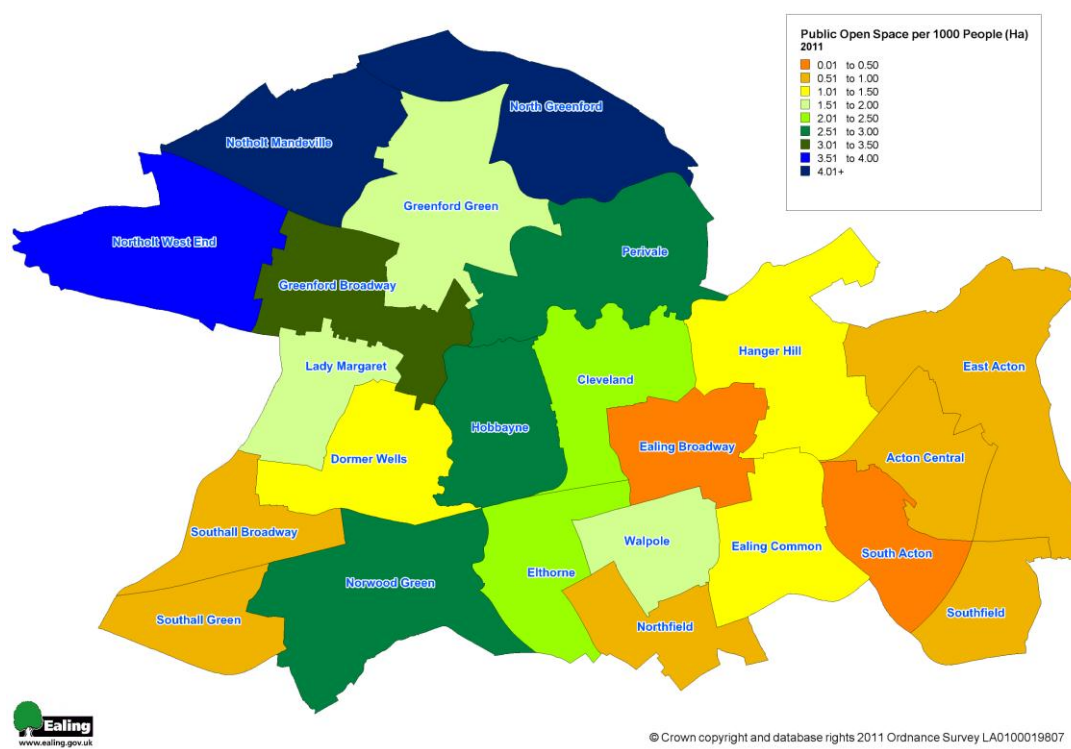 Public Open Space per 1000 People (Ha)
2011
0.01 to 0.50
0.51 to 1.00
1.01 to 1.50
1.51 to 2.00
2.01 to 2.50
2.51 to 3.00
3.01 to 3.50
3.51 to 4.00
4.01+
North Greenford
Notholt Mandeville
Greenford Green
Northolt West End
Perivale
Greenford Broadway
Hanger Hill
Lady Margaret
East Acton
Cleveland
Hobbayne
Ealing Broadway
Dormer Wells
Acton Central
Southall Broadway
Walpole
Ealing Common
South Acton
Elthorne
Norwood Green
Southfield
Southall Green
Northfield
Ealing
www.ealing.gov.uk
© Crown copyright and database rights 2011 Ordnance Survey LA0100019807